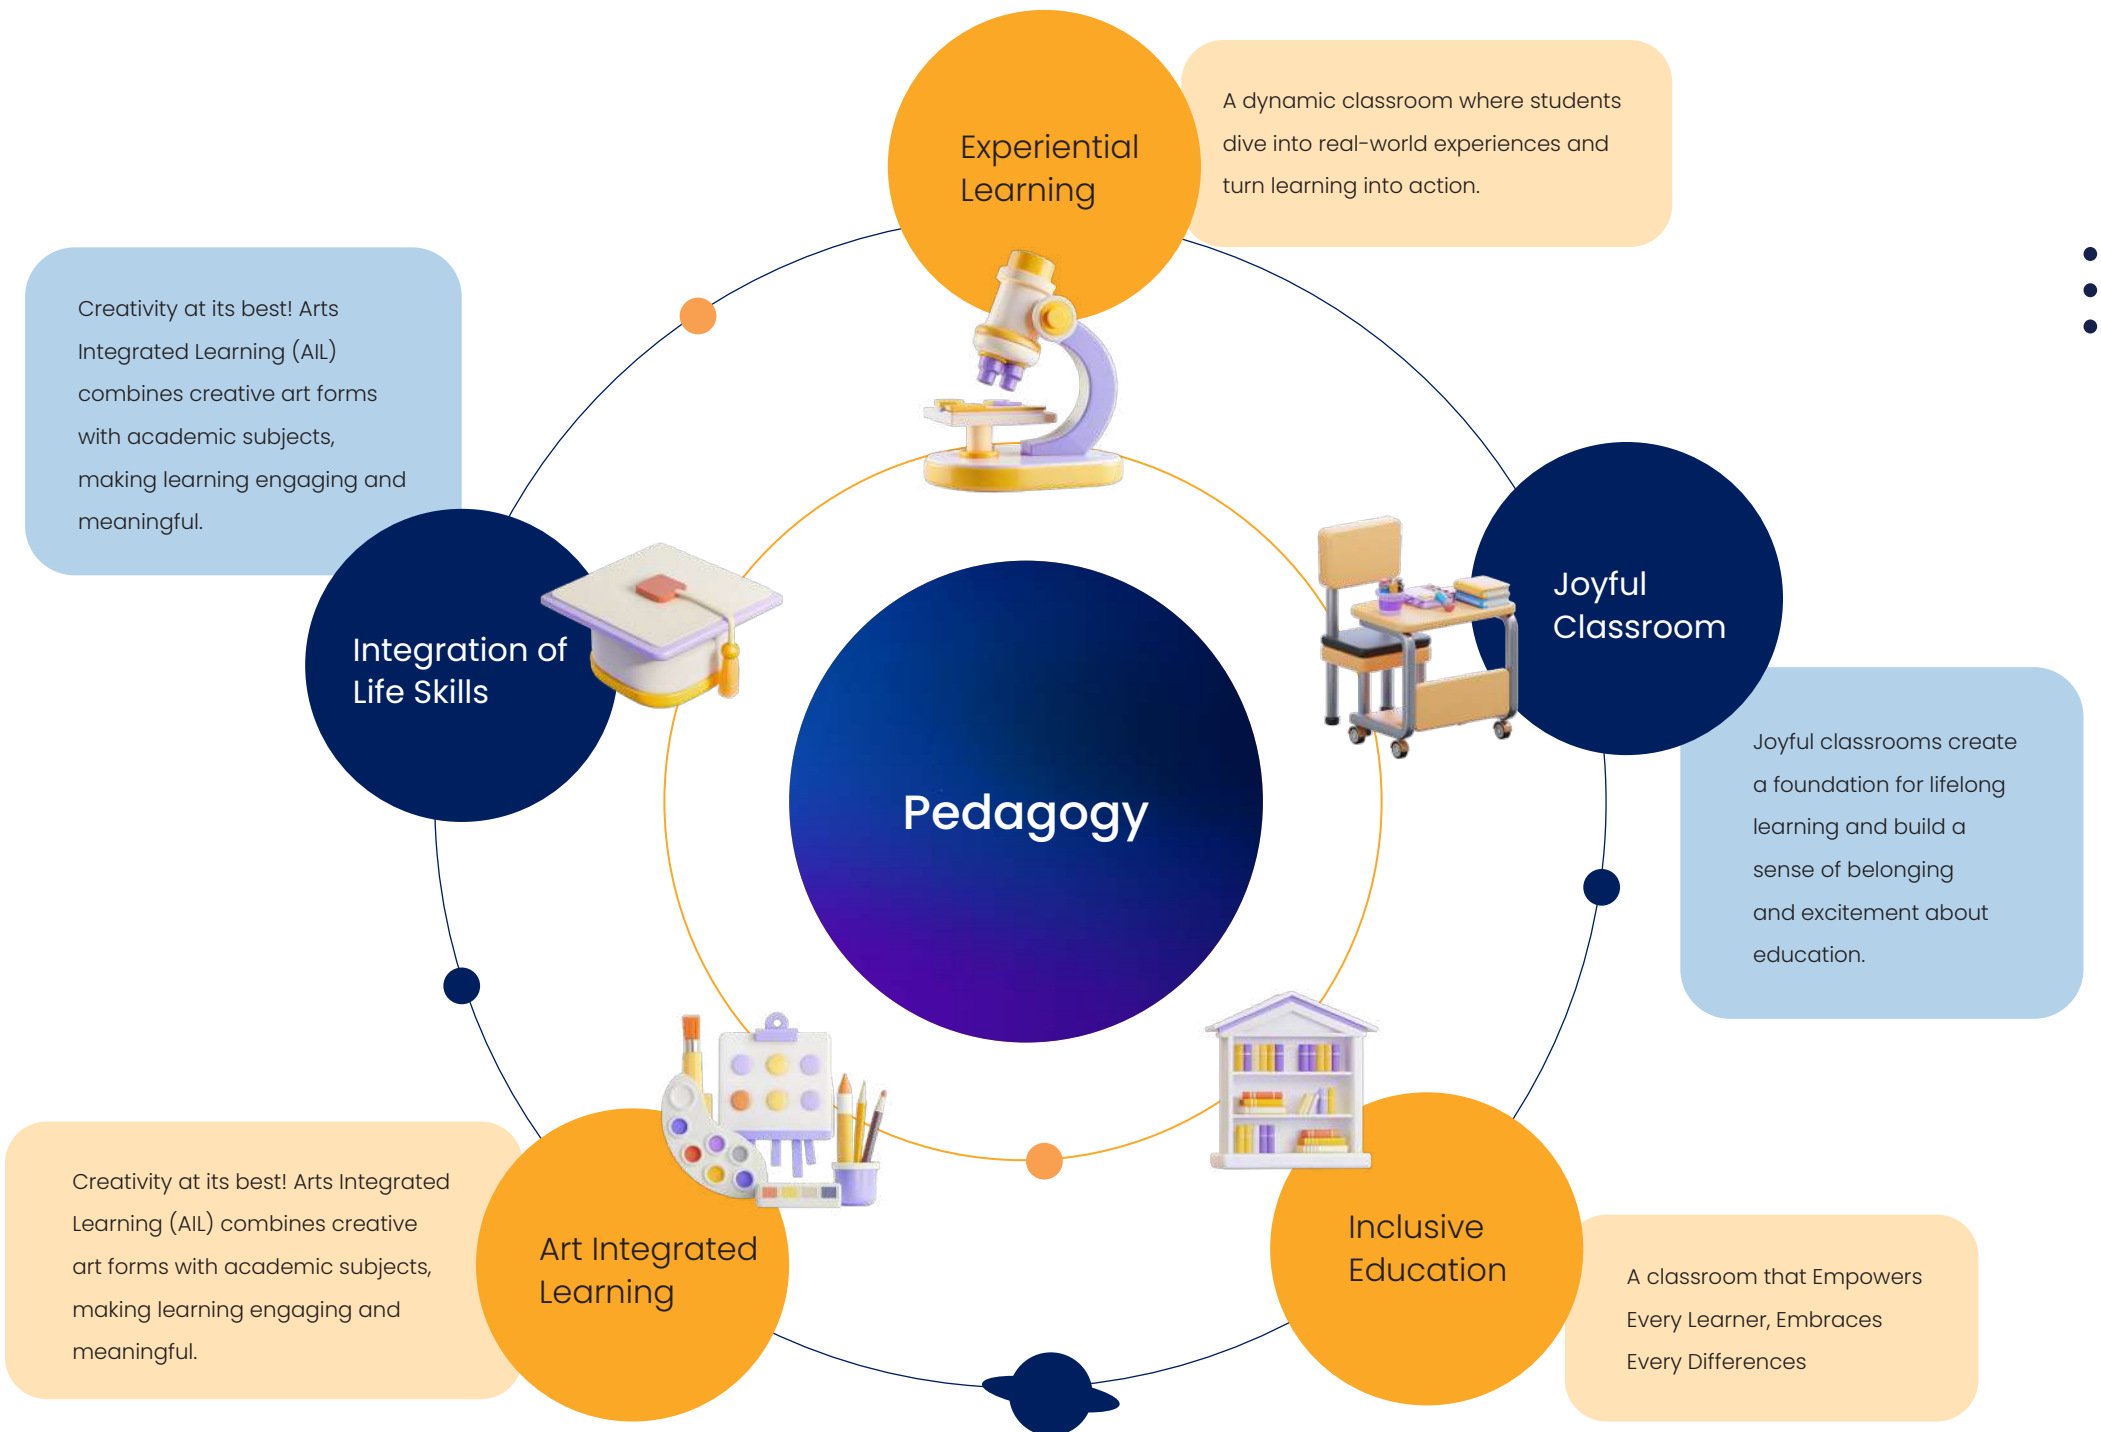 Experiential
Learning
A dynamic classroom where students
dive into real-world experiences and
turn learning into action.
Creativity at its best! Arts
Integrated Learning (AIL)
combines creative art forms
with academic subjects,
making learning engaging and
meaningful.
Integration of
Life Skills
Joyful
Classroom
Joyful classrooms create
a foundation for lifelong
learning and build a
sense of belonging
and excitement about
education.
Pedagogy
Creativity at its best! Arts Integrated
Learning (AIL) combines creative
art forms with academic subjects,
making learning engaging and
meaningful.
Art Integrated
Learning
Inclusive
Education
A classroom that Empowers
Every Learner, Embraces
Every Differences